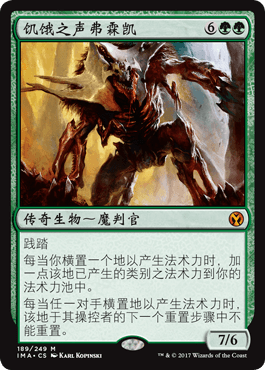 饥饿之声弗霖凯 6
传奇生物～魔判官
践踏
每当你横置一个地以产生法术力时，加
一点该地已产生的类别之法术力到你的
法术力池中。
每当任一对手横置地以产生法术力时，
该地于其操控者的下一个重置步骤中不
能重置。
7/6
189/249 M
IMA • CS Karl Kopinski
™ & © 2017 Wizards of the Coast